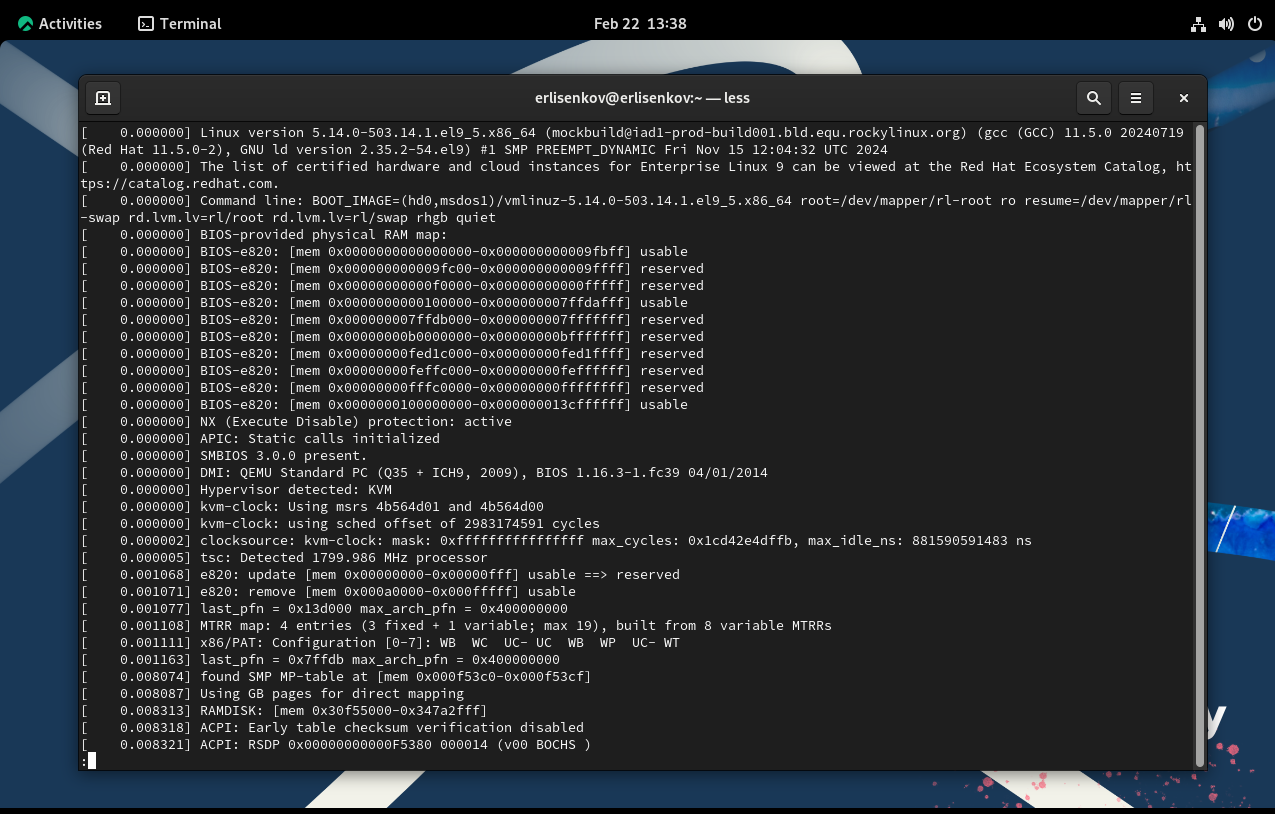 Activities Terminal Feb 22 13:38
erlisenkov@erlisenkov:~ — less
[    0.000000] Linux version 5.14.0-503.14.1.el9_5.x86_64 (mockbuild@iad1-prod-build001.bld.equ.rockylinux.org) (gcc (GCC) 11.5.0 20240719
(Red Hat 11.5.0-2), GNU ld version 2.35.2-54.el9) #1 SMP PREEMPT_DYNAMIC Fri Nov 15 12:04:32 UTC 2024
[    0.000000] The list of certified hardware and cloud instances for Enterprise Linux 9 can be viewed at the Red Hat Ecosystem Catalog, ht
tps://catalog.redhat.com.
[    0.000000] Command line: BOOT_IMAGE=(hd0,msdos1)/vmlinuz-5.14.0-503.14.1.el9_5.x86_64 root=/dev/mapper/rl-root ro resume=/dev/mapper/rl
-swap rd.lvm.lv=rl/root rd.lvm.lv=rl/swap rhgb quiet
[    0.000000] BIOS-provided physical RAM map:
[    0.000000] BIOS-e820: [mem 0x0000000000000000-0x000000000009fbff] usable
[    0.000000] BIOS-e820: [mem 0x000000000009fc00-0x000000000009ffff] reserved
[    0.000000] BIOS-e820: [mem 0x00000000000f0000-0x00000000000fffff] reserved
[    0.000000] BIOS-e820: [mem 0x0000000000100000-0x000000007ffdafff] usable
[    0.000000] BIOS-e820: [mem 0x000000007ffdb000-0x000000007fffffff] reserved
[    0.000000] BIOS-e820: [mem 0x00000000b0000000-0x00000000bfffffff] reserved
[    0.000000] BIOS-e820: [mem 0x00000000fed1c000-0x00000000fed1ffff] reserved
[    0.000000] BIOS-e820: [mem 0x00000000feffc000-0x00000000feffffff] reserved
[    0.000000] BIOS-e820: [mem 0x00000000fffc0000-0x00000000ffffffff] reserved
[    0.000000] BIOS-e820: [mem 0x0000000100000000-0x000000013cffffff] usable
[    0.000000] NX (Execute Disable) protection: active
[    0.000000] APIC: Static calls initialized
[    0.000000] SMBIOS 3.0.0 present.
[    0.000000] DMI: QEMU Standard PC (Q35 + ICH9, 2009), BIOS 1.16.3-1.fc39 04/01/2014
[    0.000000] Hypervisor detected: KVM
[    0.000000] kvm-clock: Using msrs 4b564d01 and 4b564d00
[    0.000000] kvm-clock: using sched offset of 2983174591 cycles
[    0.000002] clocksource: kvm-clock: mask: 0xffffffffffffffff max_cycles: 0x1cd42e4dffb, max_idle_ns: 881590591483 ns
[    0.000005] tsc: Detected 1799.986 MHz processor
[    0.001068] e820: update [mem 0x00000000-0x00000fff] usable ==> reserved
[    0.001071] e820: remove [mem 0x000a0000-0x000fffff] usable
[    0.001077] last_pfn = 0x13d000 max_arch_pfn = 0x400000000
[    0.001108] MTRR map: 4 entries (3 fixed + 1 variable; max 19), built from 8 variable MTRRs
[    0.001111] x86/PAT: Configuration [0-7]: WB  WC  UC- UC  WB  WP  UC- WT
[    0.001163] last_pfn = 0x7ffdb max_arch_pfn = 0x400000000
[    0.008074] found SMP MP-table at [mem 0x000f53c0-0x000f53cf]
[    0.008087] Using GB pages for direct mapping
[    0.008313] RAMDISK: [mem 0x30f55000-0x347a2fff]
[    0.008318] ACPI: Early table checksum verification disabled
[    0.008321] ACPI: RSDP 0x00000000000F5380 000014 (v00 BOCHS )
:
y